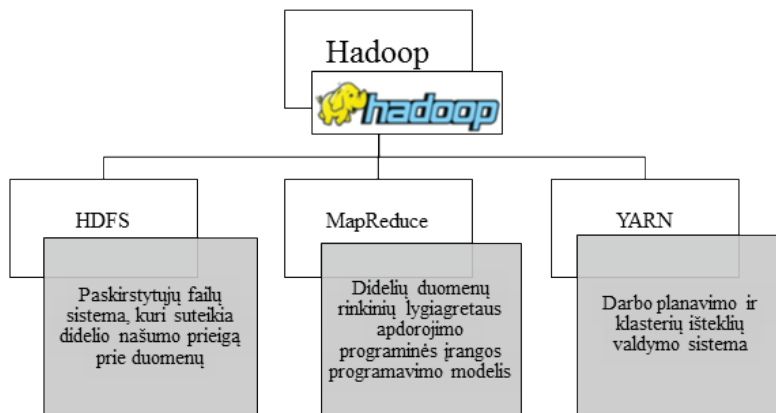 Hadoop
hadoop
HDFS
Paskirstytųjų failų
sistema, kuri suteikia
didelio našumo prieigą
prie duomenų
MapReduce
Didelių duomenų
rinkinių lygiagretaus
apdorojimo
programinės įrangos
programavimo modelis
YARN
Darbo planavimo ir
klasterių išteklių
valdymo sistema